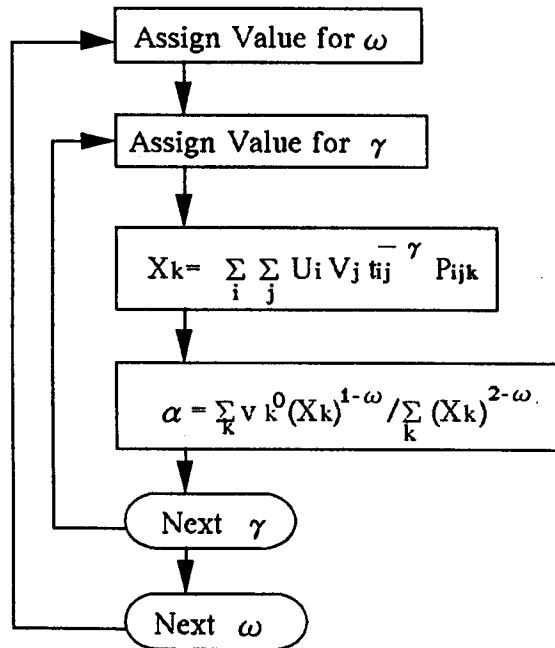 Assign Value for ω
Assign Value for γ
Xk= Σ i Σ j Ui Vj tij^−γ Pijk
α = Σ k v k^0 (Xk)^1-ω / Σ k (Xk)^2-ω
Next γ
Next ω